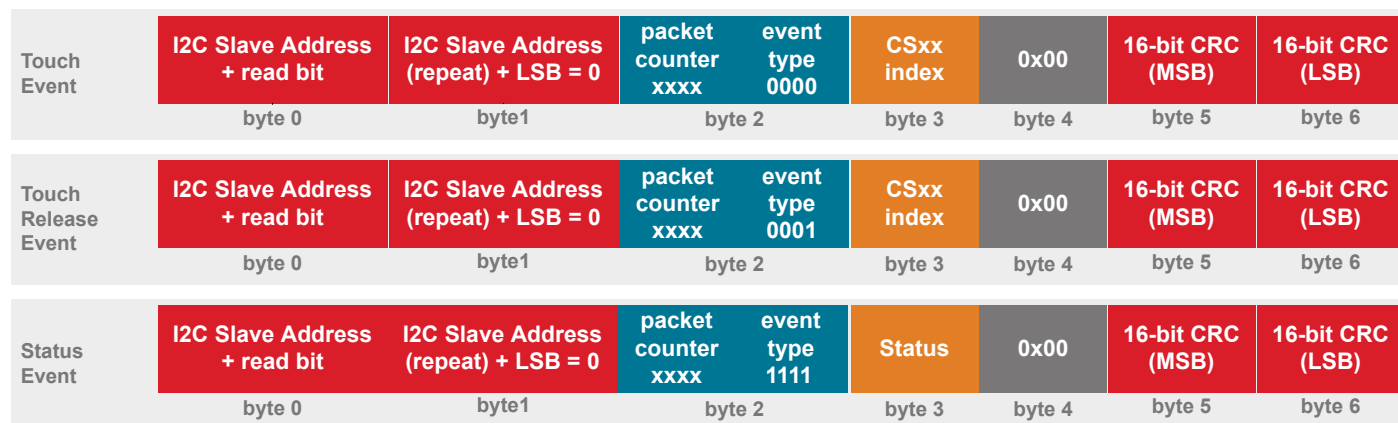 Touch
Event
I2C Slave Address
+ read bit
I2C Slave Address
(repeat) + LSB = 0
packet
counter
xxxx
event
type
0000
CSxx
index
0x00
16-bit CRC
(MSB)
16-bit CRC
(LSB)
byte 0
byte1
byte 2
byte 3
byte 4
byte 5
byte 6
Touch
Release
Event
I2C Slave Address
+ read bit
I2C Slave Address
(repeat) + LSB = 0
packet
counter
xxxx
event
type
0001
CSxx
index
0x00
16-bit CRC
(MSB)
16-bit CRC
(LSB)
byte 0
byte1
byte 2
byte 3
byte 4
byte 5
byte 6
Status
Event
I2C Slave Address
+ read bit
I2C Slave Address
(repeat) + LSB = 0
packet
counter
xxxx
event
type
1111
Status
0x00
16-bit CRC
(MSB)
16-bit CRC
(LSB)
byte 0
byte1
byte 2
byte 3
byte 4
byte 5
byte 6